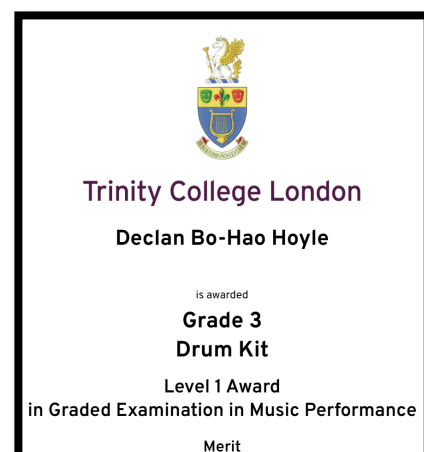 Trinity College London
Declan Bo-Hao Hoyle
is awarded
Grade 3
Drum Kit
Level 1 Award
in Graded Examination in Music Performance
Merit